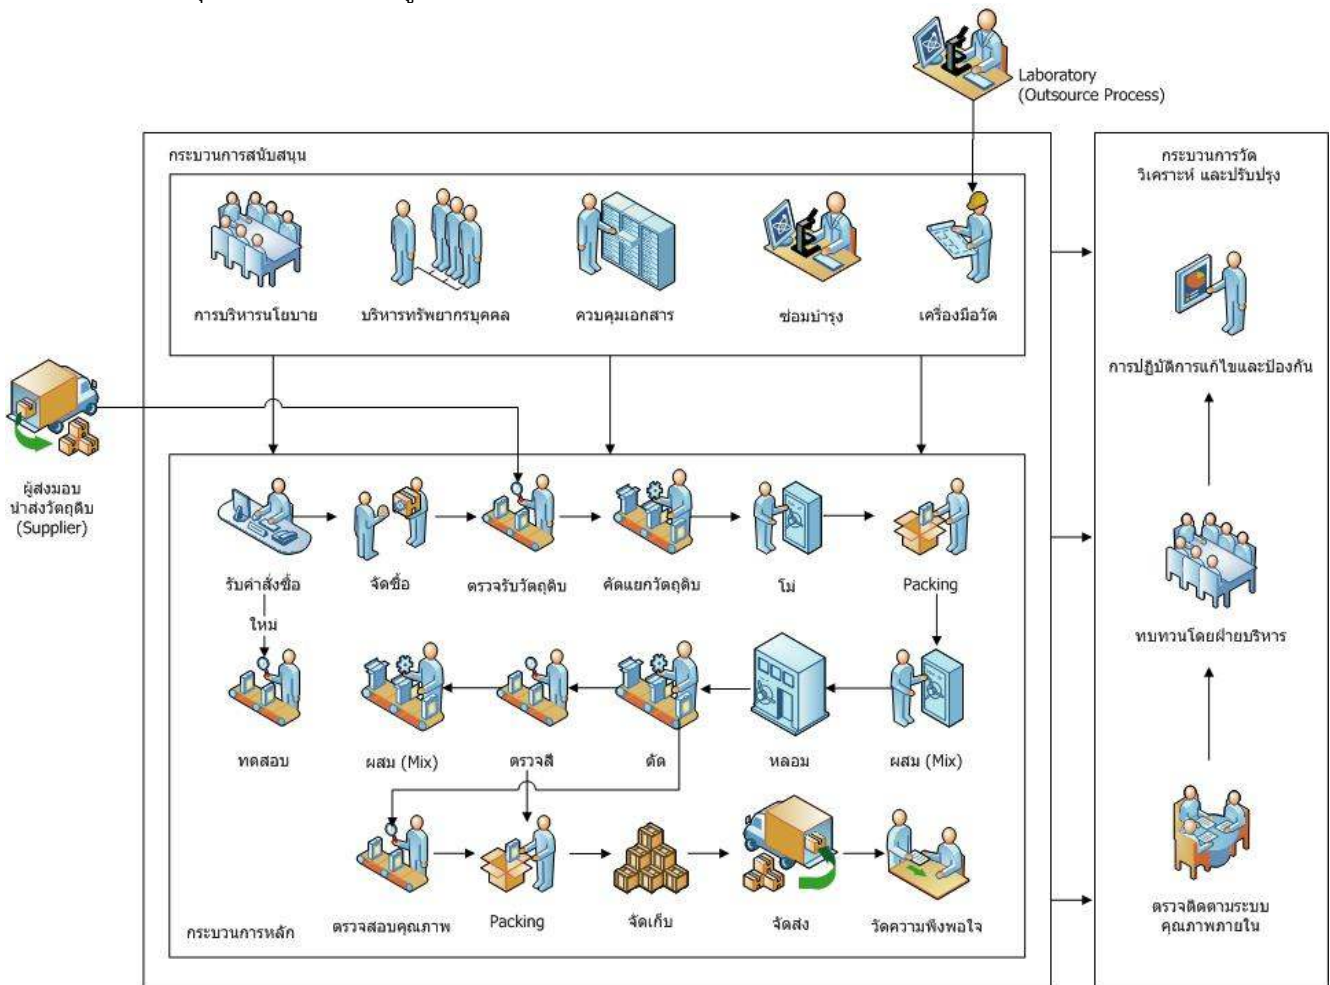 Laboratory
(Outsource Process)
กระบวนการสนับสนุน
กระบวนการวัด
วิเคราะห์ และปรับปรุง
การบริหารนโยบาย
บริหารทรัพยากรบุคคล
ควบคุมเอกสาร
ซ่อมบำรุง
เครื่องมือวัด
การปฏิบัติการแก้ไขและป้องกัน
ผู้ส่งมอบ
นำส่งวัตถุดิบ
(Supplier)
รับคำสั่งซื้อ
จัดซื้อ
ตรวจรับวัตถุดิบ
คัดแยกวัตถุดิบ
โม่
Packing
ใหม่
ทบทวนโดยฝ่ายบริหาร
ทดสอบ
ผสม (Mix)
ตรวจสี
ตัด
หลอม
ผสม (Mix)
ตรวจสอบคุณภาพ
Packing
จัดเก็บ
จัดส่ง
วัดความพึงพอใจ
กระบวนการหลัก
ตรวจติดตามระบบ
คุณภาพภายใน